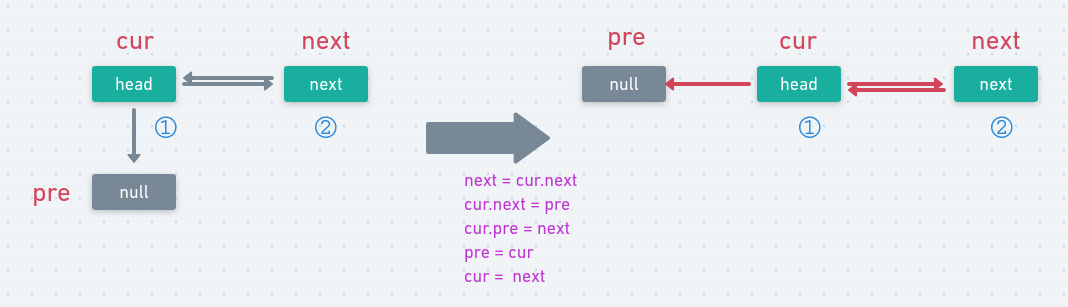 cur
next
head
next
①
②
pre
null
next = cur.next
cur.next = pre
cur.pre = next
pre = cur
cur =  next
pre
cur
next
null
head
next
①
②